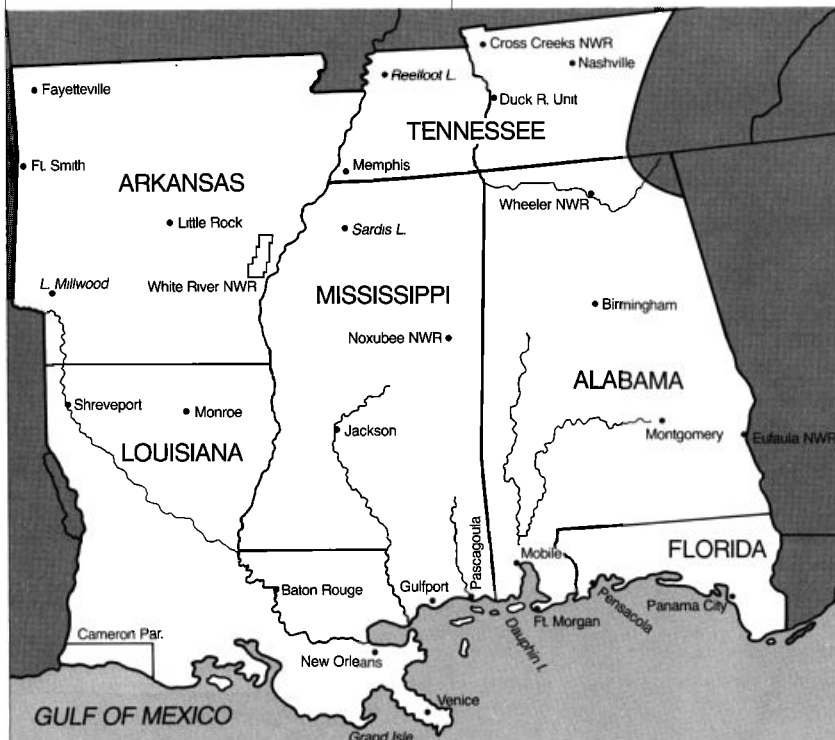 Cross Creeks NWR
Nashville
Reelfoot L.
Fayetteville
Duck R. Unit
TENNESSEE
Ft. Smith
Memphis
ARKANSAS
Wheeler NWR
Little Rock
Sardis L.
L. Millwood
White River NWR
MISSISSIPPI
Birmingham
Noxubee NWR
ALABAMA
Shreveport
Monroe
Jackson
Montgomery
Eufaula NWR
LOUISIANA
Pascagoula
Mobile
FLORIDA
Baton Rouge
Gulfport
Pensacola
Panama City
Ft. Morgan
Dauphin I.
Cameron Par.
New Orleans
Venice
GULF OF MEXICO
Grand Isle